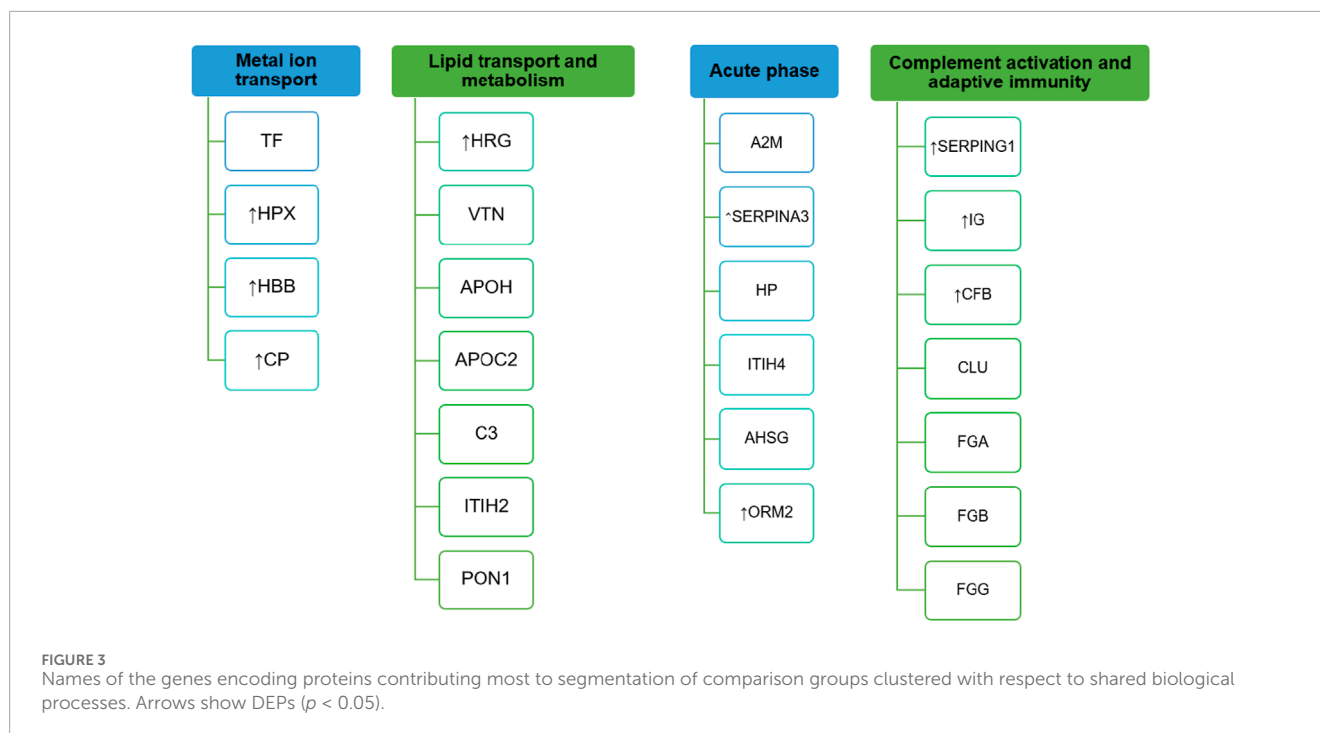 Metal ion
transport
TF
↑HPX
↑HBB
↑CP
Lipid transport and
metabolism
↑HRG
VTN
APOH
APOC2
C3
ITIH2
PON1
Acute phase
A2M
↑SERPINA3
HP
ITIH4
AHSG
↑ORM2
Complement activation and
adaptive immunity
↑SERPING1
↑IG
↑CFB
CLU
FGA
FGB
FGG
FIGURE 3
Names of the genes encoding proteins contributing most to segmentation of comparison groups clustered with respect to shared biological
processes. Arrows show DEPs (p < 0.05).